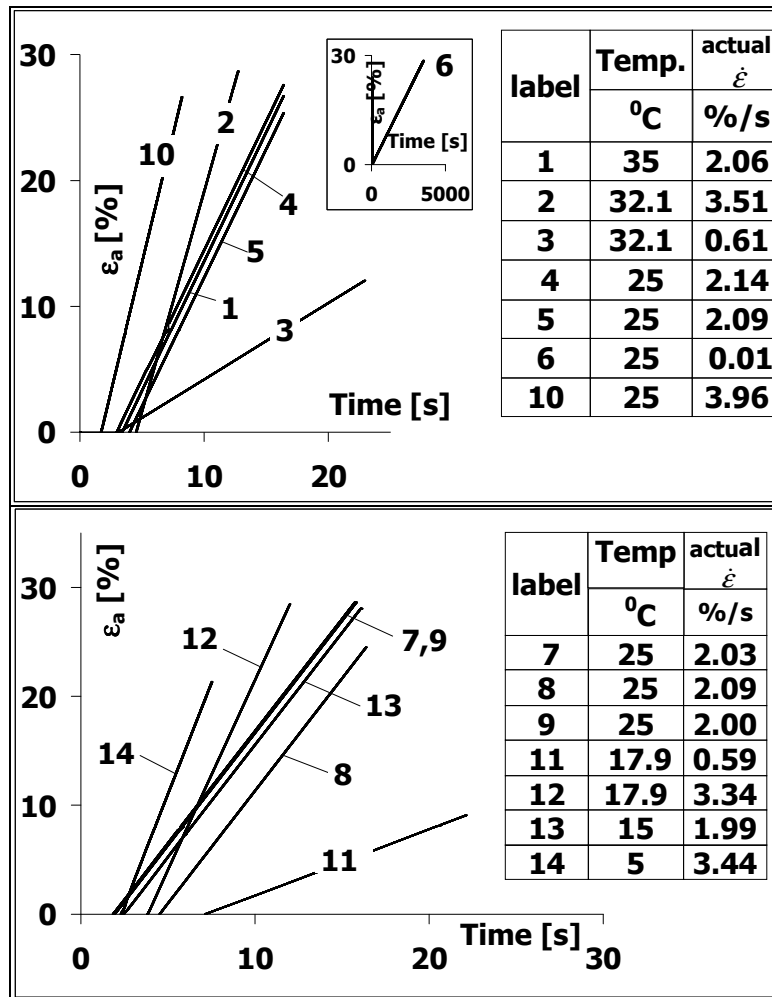 30
20
10
0
0
10
20
εa [%]
Time [s]
10
2
4
5
1
3
30
εa [%]
6
Time [s]
0
0
5000
label Temp. actual ε̇
⁰C %/s
1 35 2.06
2 32.1 3.51
3 32.1 0.61
4 25 2.14
5 25 2.09
6 25 0.01
10 25 3.96
30
20
10
0
0
10
20
30
εa [%]
Time [s]
12
7,9
13
14
8
11
label Temp actual ε̇
⁰C %/s
7 25 2.03
8 25 2.09
9 25 2.00
11 17.9 0.59
12 17.9 3.34
13 15 1.99
14 5 3.44